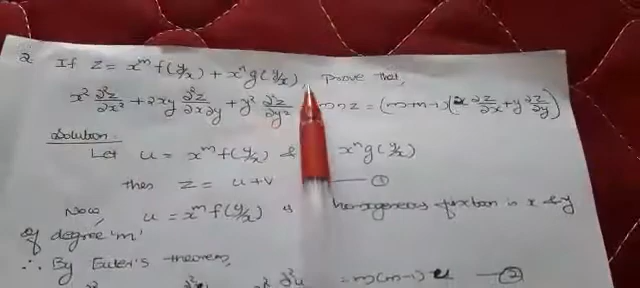 2. If z = x^m f(y/x) + x^n g(y/x), prove that,
x² ∂²z/∂x² + 2xy ∂²z/∂x∂y + y² ∂²z/∂y² mnz = (m+n-1)(x ∂z/∂x + y ∂z/∂y)
Solution:
Let u = x^m f(y/x) & x^n g(y/x)
then z = u+v —①
Now, u = x^m f(y/x) is homogeneous function in x & y
of degree 'm'
∴ By Euler's theorem,
∂²u = m(m-1) u —②